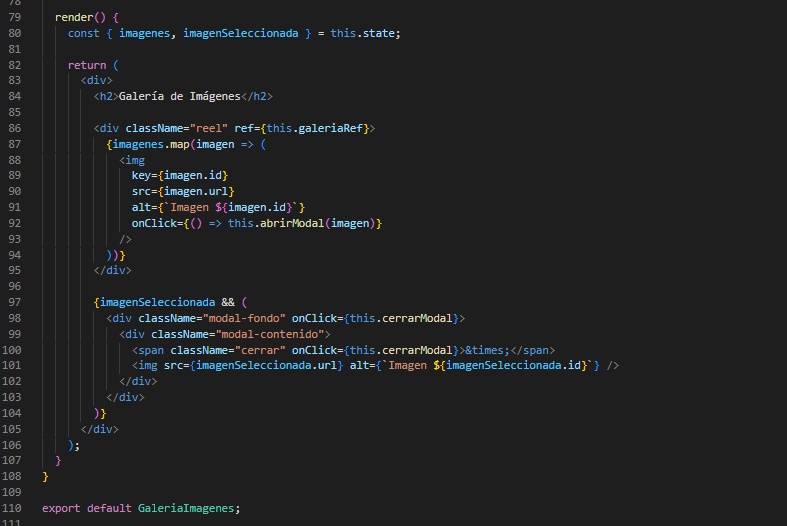 78
79 render() {
80 const { imagenes, imagenSeleccionada } = this.state;
81
82 return (
83 <div>
84 <h2>Galería de Imágenes</h2>
85
86 <div className="reel" ref={this.galeriaRef}>
87 {imagenes.map(imagen => (
88 <img
89 key={imagen.id}
90 src={imagen.url}
91 alt={`Imagen ${imagen.id}`}
92 onClick={() => this.abrirModal(imagen)}
93 />
94 ))}
95 </div>
96
97 {imagenSeleccionada && (
98 <div className="modal-fondo" onClick={this.cerrarModal}>
99 <div className="modal-contenido">
100 <span className="cerrar" onClick={this.cerrarModal}>&times;</span>
101 <img src={imagenSeleccionada.url} alt={`Imagen ${imagenSeleccionada.id}`} />
102 </div>
103 </div>
104 )}
105 </div>
106 );
107 }
108 }
109
110 export default GaleriaImagenes;
111